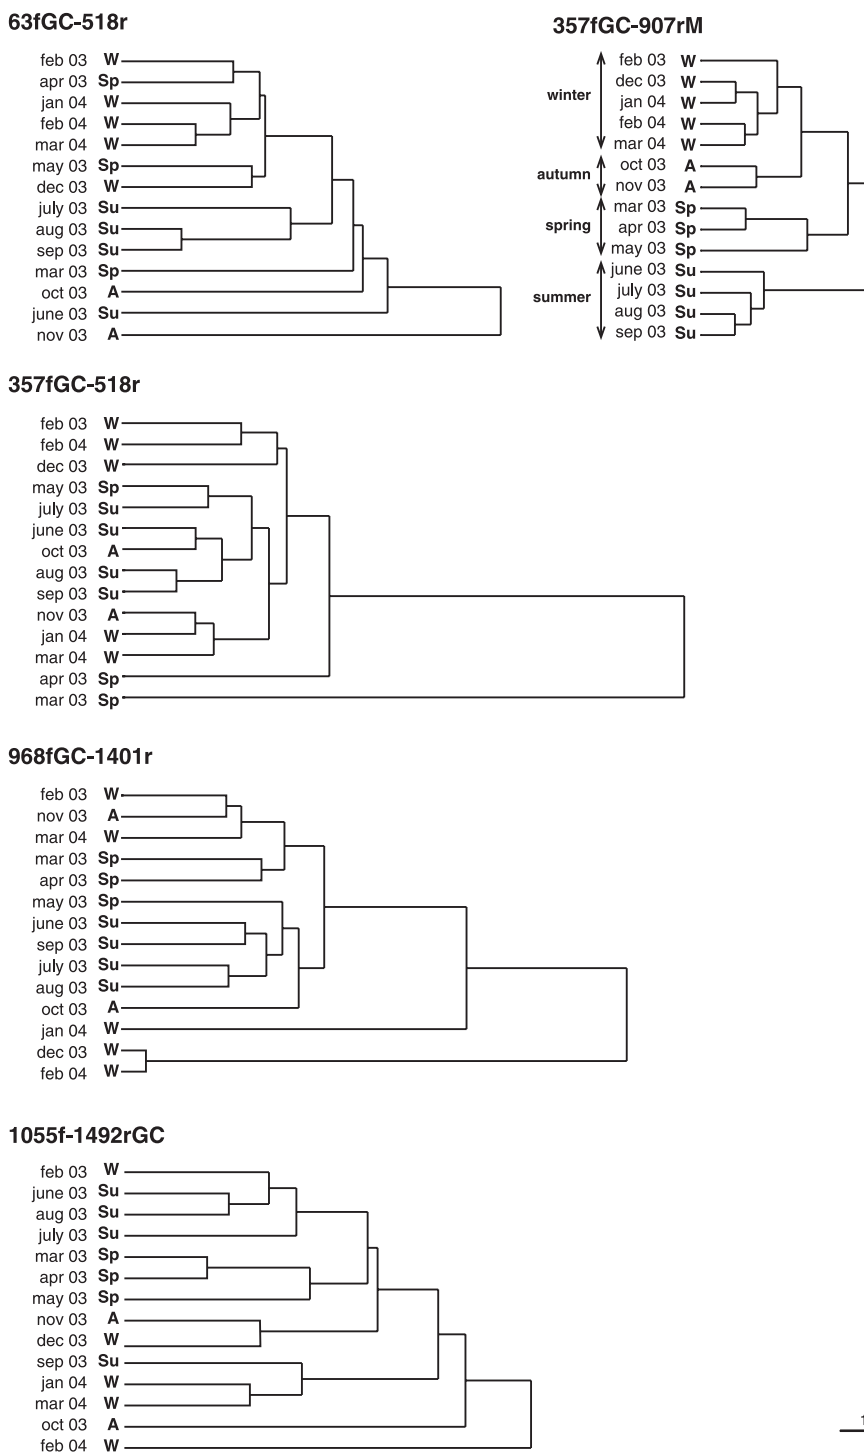 63fGC-518r
feb 03 W
apr 03 Sp
jan 04 W
feb 04 W
mar 04 W
may 03 Sp
dec 03 W
july 03 Su
aug 03 Su
sep 03 Su
mar 03 Sp
oct 03 A
june 03 Su
nov 03 A
357fGC-907rM
winter
autumn
spring
summer
feb 03 W
dec 03 W
jan 04 W
feb 04 W
mar 04 W
oct 03 A
nov 03 A
mar 03 Sp
apr 03 Sp
may 03 Sp
june 03 Su
july 03 Su
aug 03 Su
sep 03 Su
357fGC-518r
feb 03 W
feb 04 W
dec 03 W
may 03 Sp
july 03 Su
june 03 Su
oct 03 A
aug 03 Su
sep 03 Su
nov 03 A
jan 04 W
mar 04 W
apr 03 Sp
mar 03 Sp
968fGC-1401r
feb 03 W
nov 03 A
mar 04 W
mar 03 Sp
apr 03 Sp
may 03 Sp
june 03 Su
sep 03 Su
july 03 Su
aug 03 Su
oct 03 A
jan 04 W
dec 03 W
feb 04 W
1055f-1492rGC
feb 03 W
june 03 Su
aug 03 Su
july 03 Su
mar 03 Sp
apr 03 Sp
may 03 Sp
nov 03 A
dec 03 W
sep 03 Su
jan 04 W
mar 04 W
oct 03 A
feb 04 W